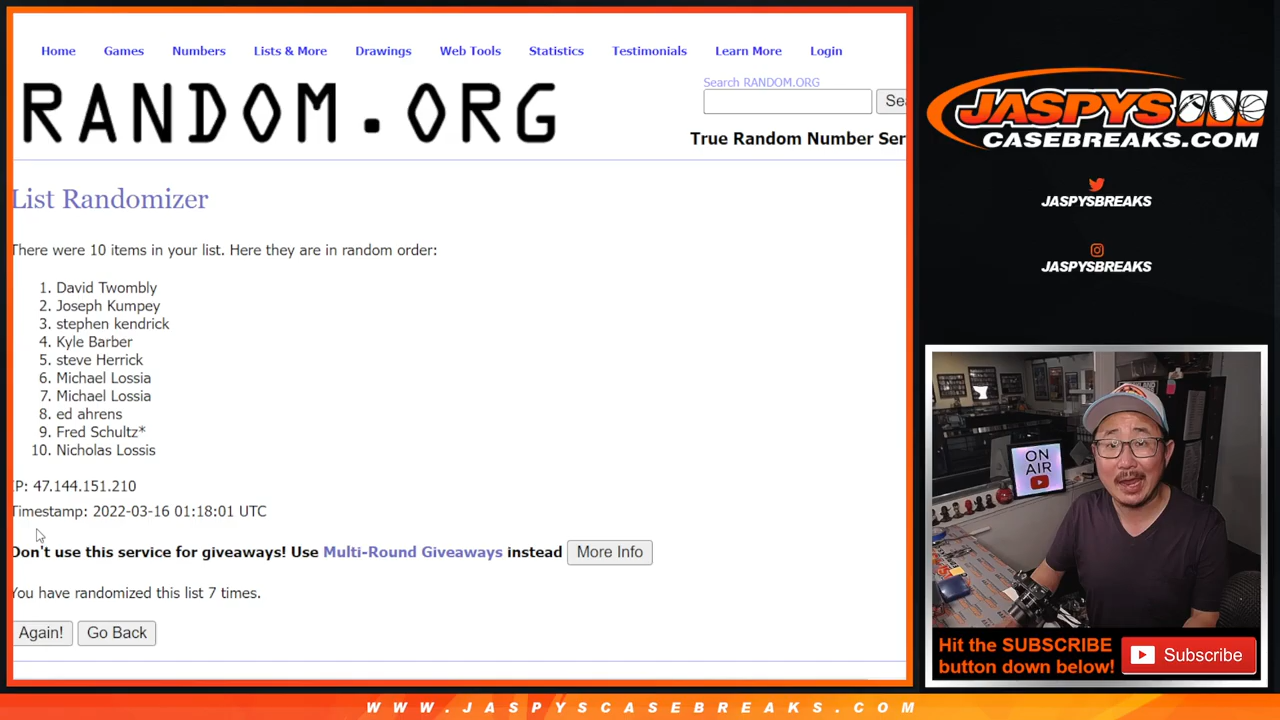 Home Games Numbers Lists & More Drawings Web Tools Statistics Testimonials Learn More Login
RANDOM.ORG
Search RANDOM.ORG
Sea
True Random Number Ser
List Randomizer
There were 10 items in your list. Here they are in random order:
1. David Twombly
2. Joseph Kumpey
3. stephen kendrick
4. Kyle Barber
5. steve Herrick
6. Michael Lossia
7. Michael Lossia
8. ed ahrens
9. Fred Schultz*
10. Nicholas Lossis
IP: 47.144.151.210
Timestamp: 2022-03-16 01:18:01 UTC
Don't use this service for giveaways! Use Multi-Round Giveaways instead More Info
You have randomized this list 7 times.
Again! Go Back
JASPYS
CASEBREAKS.COM
JASPYSBREAKS
JASPYSBREAKS
ON
AIR
Hit the SUBSCRIBE
button down below!
Subscribe
WWW.JASPYSCASEBREAKS.COM